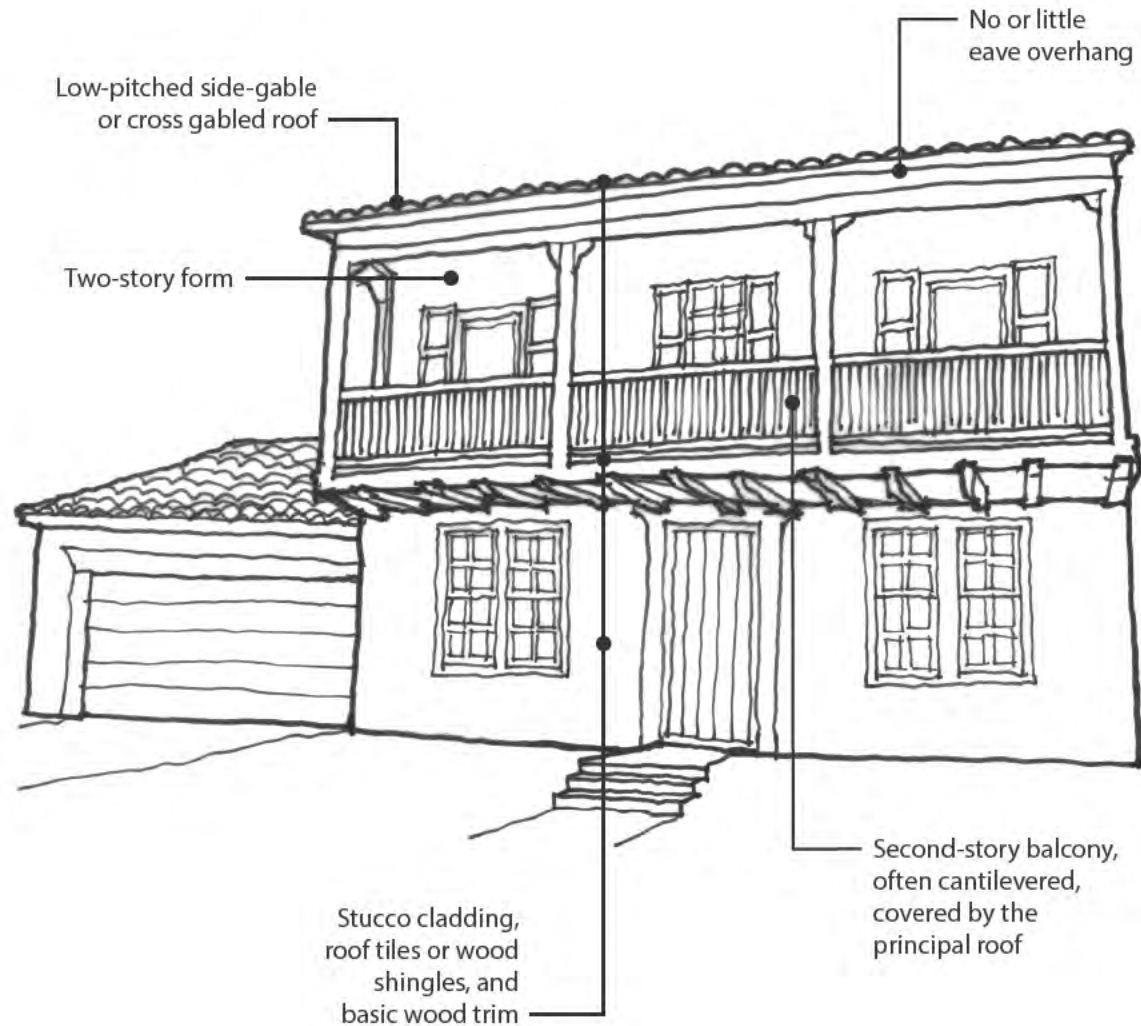 No or little
eave overhang
Low-pitched side-gable
or cross gabled roof
Two-story form
Second-story balcony,
often cantilevered,
covered by the
principal roof
Stucco cladding,
roof tiles or wood
shingles, and
basic wood trim